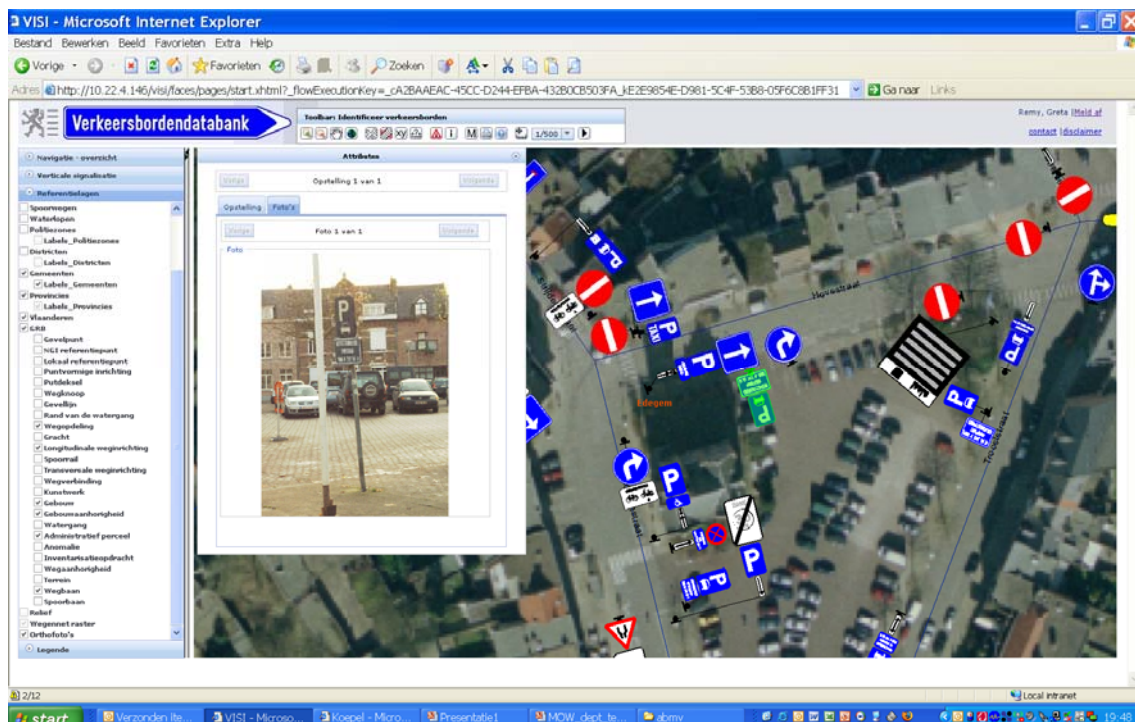 VISI - Microsoft Internet Explorer
Bestand Bewerken Beeld Favorieten Extra Help
Vorige Favorieten Zoeken
Adres http://10.22.4.146/visi/faces/pages/start.xhtml?_flowExecutionKey=_cA2BAAEAC-45CC-D244-EFBA-432B0CB503FA_kE2E9854E-D981-5C4F-53B8-05F6C8B1FF31 Ga naar Links
Verkeersbordendatabank
Toolbar: Identificeer verkeersborden
xy i M 1/500
Remy, Greta |Meld af
contact |disclaimer
Navigatie - overzicht
Verticale signalisatie
Referentielagen
Spoorwegen
Waterlopen
Politiezones
Labels_Politiezones
Districten
Labels_Districten
Gemeenten
Labels_Gemeenten
Provincies
Labels_Provincies
Vlaanderen
GRB
Gevelpunt
NGI referentiepunt
Lokaal referentiepunt
Puntvormige inrichting
Putdeksel
Wegknoop
Gevellijn
Rand van de watergang
Wegopdeling
Gracht
Longitudinale weginrichting
Spoorrail
Transversale weginrichting
Wegverbinding
Kunstwerk
Gebouw
Gebouwaanhorigheid
Watergang
Administratief perceel
Anomalie
Inventarisatieopdracht
Wegaanhorigheid
Terrein
Wegbaan
Spoorbaan
Relief
Wegennet raster
Orthofoto's
Legende
Attributes
Vorige Opstelling 1 van 1 Volgende
Opstelling Foto's
Vorige Foto 1 van 1 Volgende
Foto
P
Hovestraat
P
TAXI
P
P
Edegem
P
P
P
P
2/12
Local intranet
start Verzonden Ite... VISI - Microso... Koepel - Micro... Presentatie1 MOW_dept_te... abmv 19:48